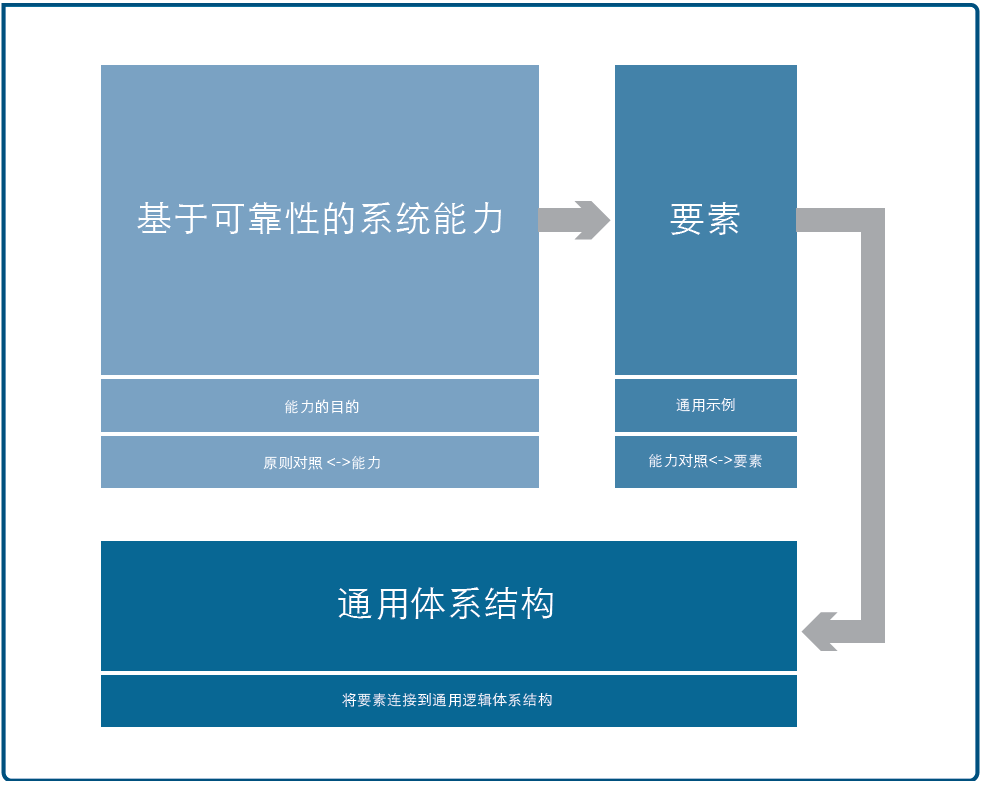 基于可靠性的系统能力
要素
能力的目的
通用示例
原则对照 <->能力
能力对照<->要素
通用体系结构
将要素连接到通用逻辑体系结构